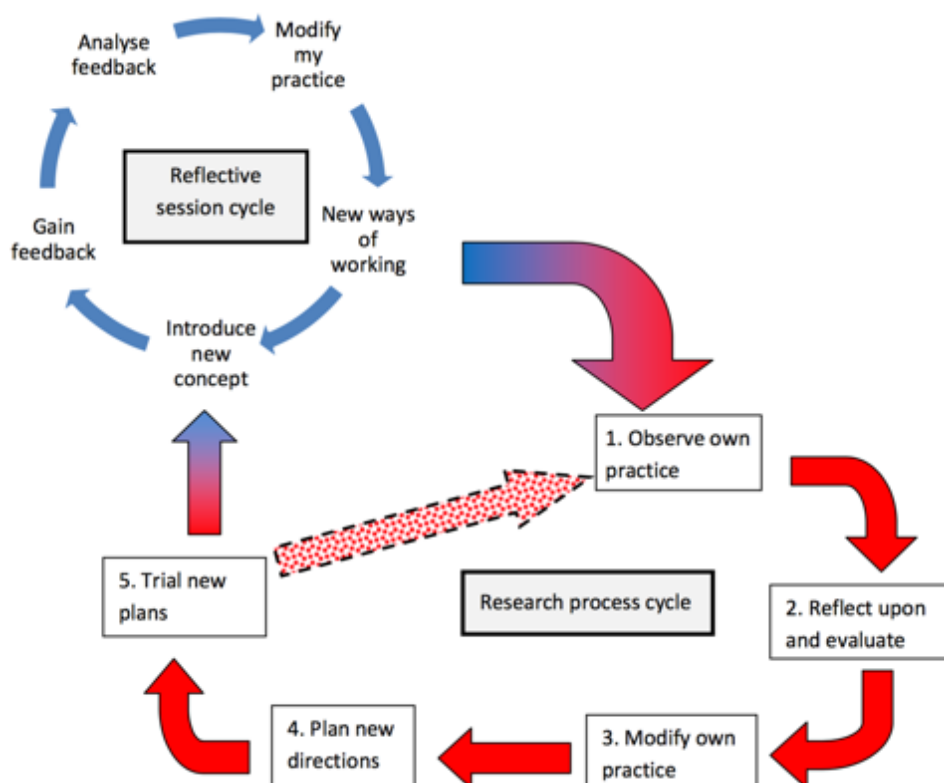 Analyse
feedback
Modify
my
practice
Reflective
session cycle
Gain
feedback
New ways
of
working
Introduce
new
concept
1. Observe own
practice
5. Trial new
plans
Research process cycle
2. Reflect upon
and evaluate
4. Plan new
directions
3. Modify own
practice